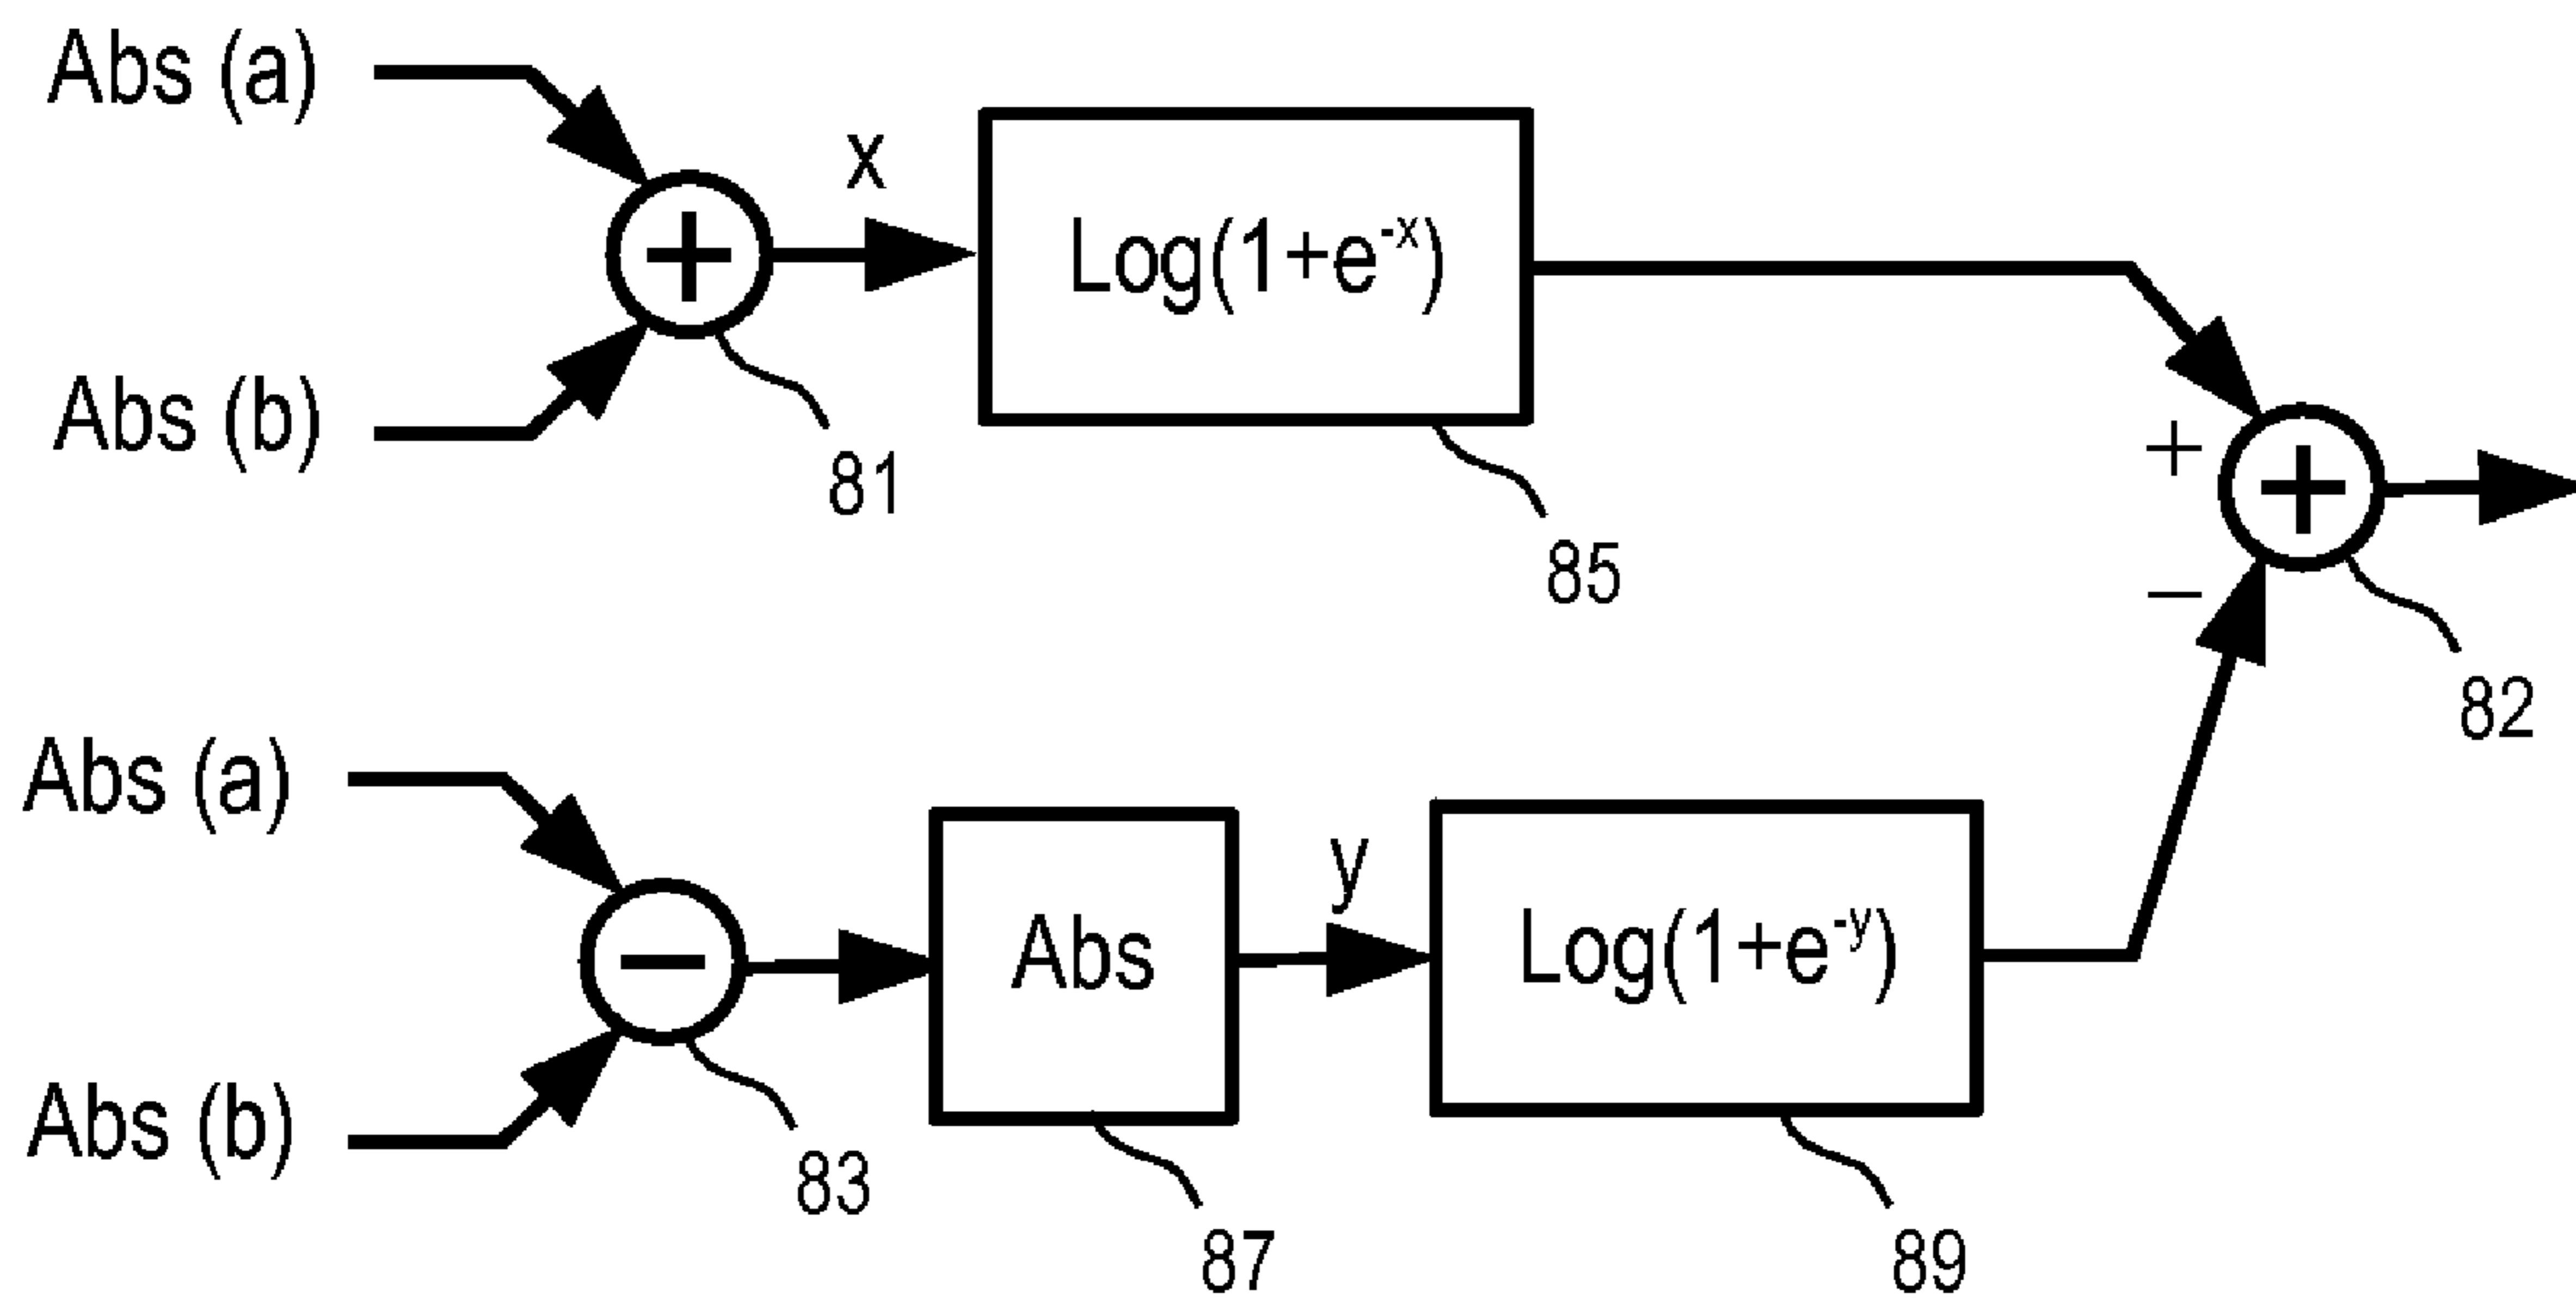 Abs (a)
Abs (b)
+
x
Log(1+e⁻ˣ)
81
85
+
−
+
82
Abs (a)
Abs (b)
−
83
Abs
87
y
Log(1+e⁻ʸ)
89